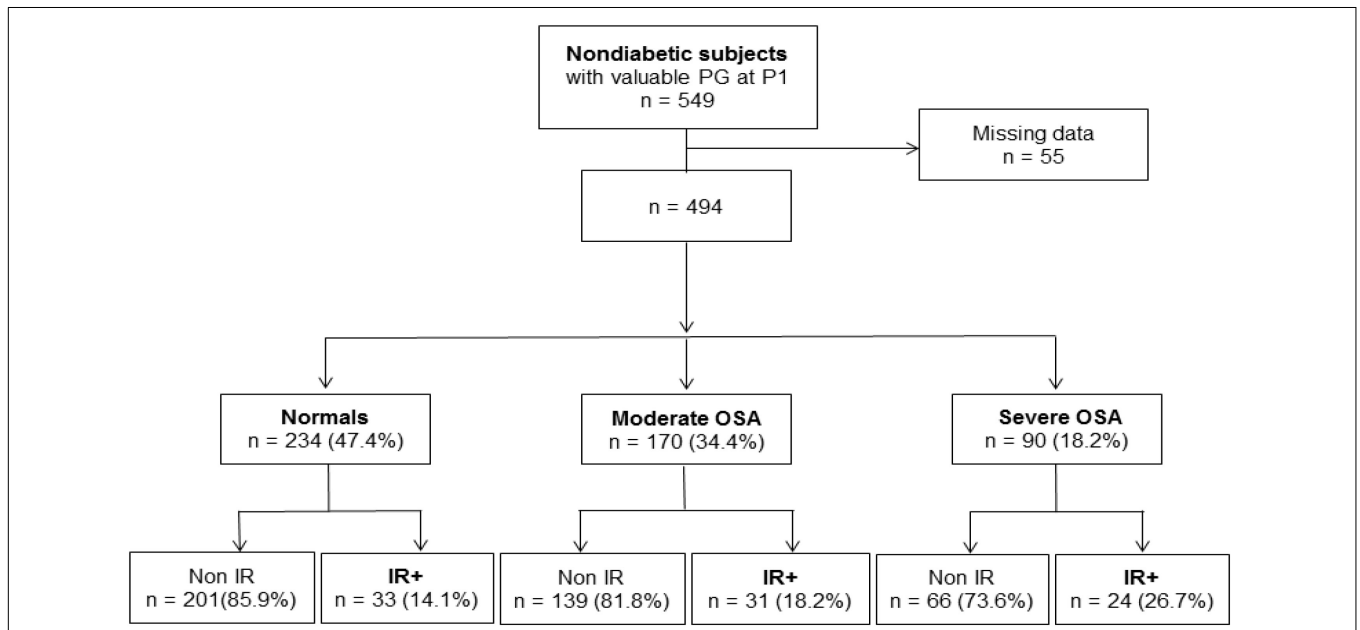 Nondiabetic subjects
with valuable PG at P1
n = 549
Missing data
n = 55
n = 494
Normals
n = 234 (47.4%)
Moderate OSA
n = 170 (34.4%)
Severe OSA
n = 90 (18.2%)
Non IR
n = 201(85.9%)
IR+
n = 33 (14.1%)
Non IR
n = 139 (81.8%)
IR+
n = 31 (18.2%)
Non IR
n = 66 (73.6%)
IR+
n = 24 (26.7%)